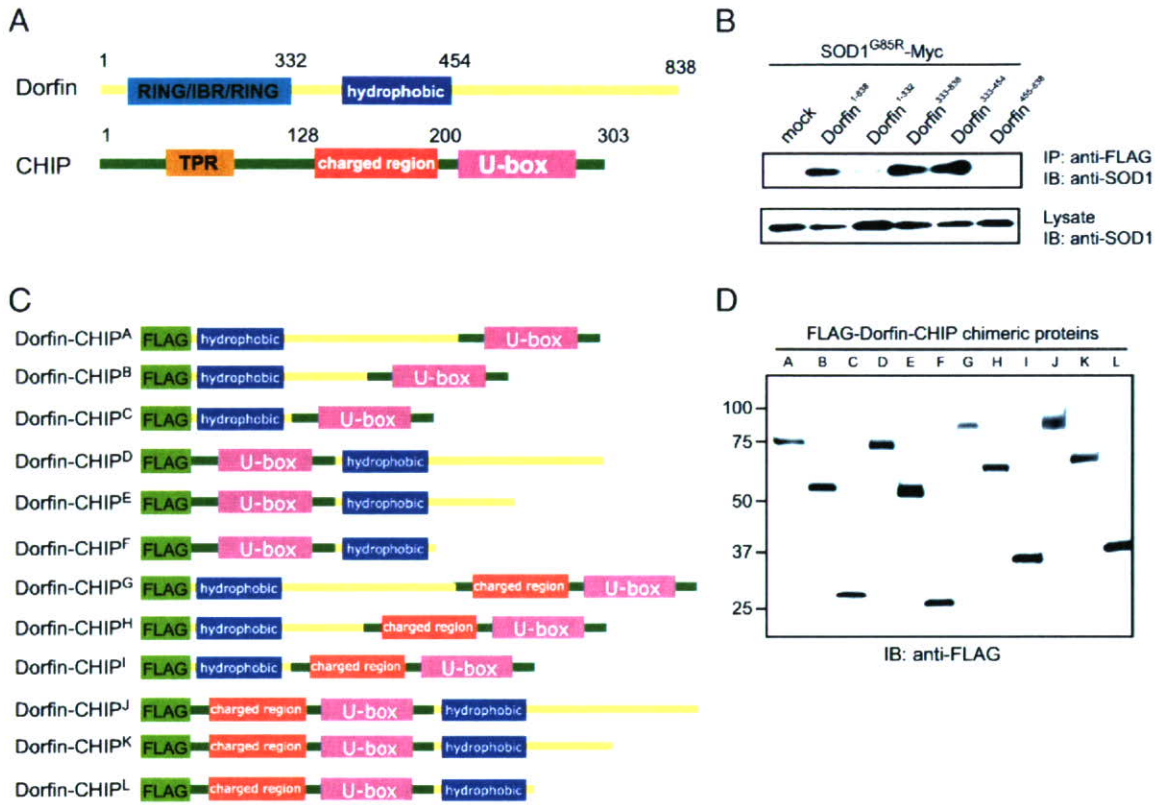 A
1 332 454 838
Dorfin RING/IBR/RING hydrophobic
1 128 200 303
CHIP TPR charged region U-box
B
SOD1G85R-Myc
mock Dorfin1-838 Dorfin1-332 Dorfin333-838 Dorfin333-454 Dorfin455-838
IP: anti-FLAG
IB: anti-SOD1
Lysate
IB: anti-SOD1
C
Dorfin-CHIPA FLAG hydrophobic U-box
Dorfin-CHIPB FLAG hydrophobic U-box
Dorfin-CHIPC FLAG hydrophobic U-box
Dorfin-CHIPD FLAG U-box hydrophobic
Dorfin-CHIPE FLAG U-box hydrophobic
Dorfin-CHIPF FLAG U-box hydrophobic
Dorfin-CHIPG FLAG hydrophobic charged region U-box
Dorfin-CHIPH FLAG hydrophobic charged region U-box
Dorfin-CHIPI FLAG hydrophobic charged region U-box
Dorfin-CHIPJ FLAG charged region U-box hydrophobic
Dorfin-CHIPK FLAG charged region U-box hydrophobic
Dorfin-CHIPL FLAG charged region U-box hydrophobic
D
FLAG-Dorfin-CHIP chimeric proteins
A B C D E F G H I J K L
100
75
50
37
25
IB: anti-FLAG